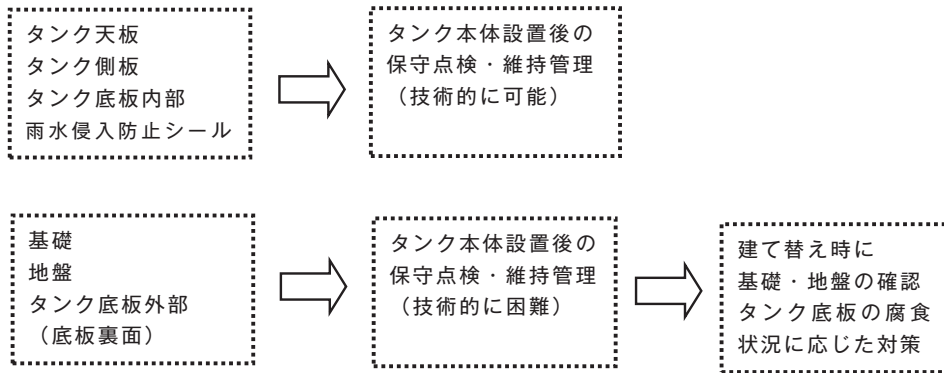 タンク天板
タンク側板
タンク底板内部
雨水侵入防止シール
タンク本体設置後の
保守点検・維持管理
（技術的に可能）
基礎
地盤
タンク底板外部
（底板裏面）
タンク本体設置後の
保守点検・維持管理
（技術的に困難）
建て替え時に
基礎・地盤の確認
タンク底板の腐食
状況に応じた対策